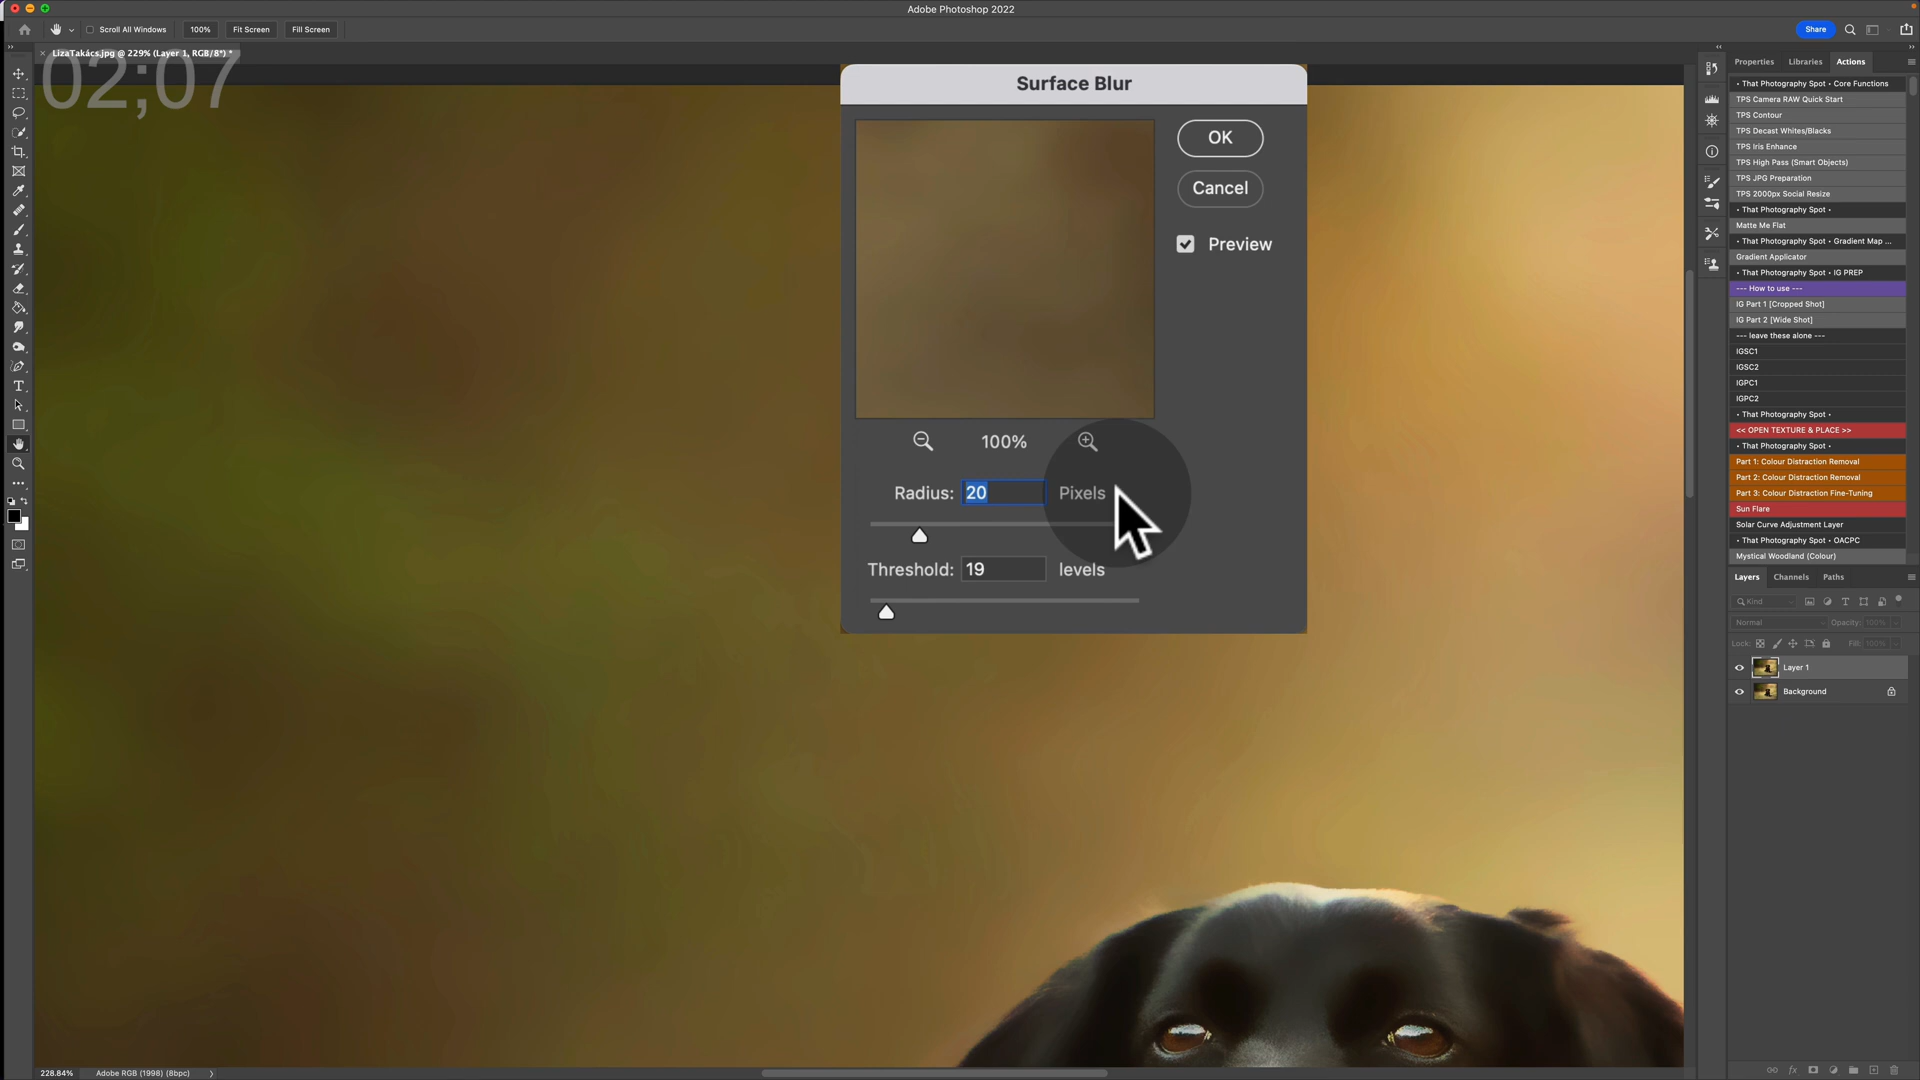 Adobe Photoshop 2022
Scroll All Windows
100%
Fit Screen
Fill Screen
Share
LizaTakács.jpg @ 229% (Layer 1, RGB/8*) *
02;07
Surface Blur
OK
Cancel
Preview
100%
Radius: 20 Pixels
Threshold: 19 levels
Properties
Libraries
Actions
• That Photography Spot • Core Functions
TPS Camera RAW Quick Start
TPS Contour
TPS Decast Whites/Blacks
TPS Iris Enhance
TPS High Pass (Smart Objects)
TPS JPG Preparation
TPS 2000px Social Resize
• That Photography Spot •
Matte Me Flat
• That Photography Spot • Gradient Map ...
Gradient Applicator
• That Photography Spot • IG PREP
--- How to use ---
IG Part 1 [Cropped Shot]
IG Part 2 [Wide Shot]
--- leave these alone ---
IGSC1
IGSC2
IGPC1
IGPC2
• That Photography Spot •
<< OPEN TEXTURE & PLACE >>
• That Photography Spot •
Part 1: Colour Distraction Removal
Part 2: Colour Distraction Removal
Part 3: Colour Distraction Fine-Tuning
Sun Flare
Solar Curve Adjustment Layer
• That Photography Spot • OACPC
Mystical Woodland (Colour)
Layers
Channels
Paths
Kind
Normal
Opacity: 100%
Lock:
Fill: 100%
Layer 1
Background
228.84%
Adobe RGB (1998) (8bpc)